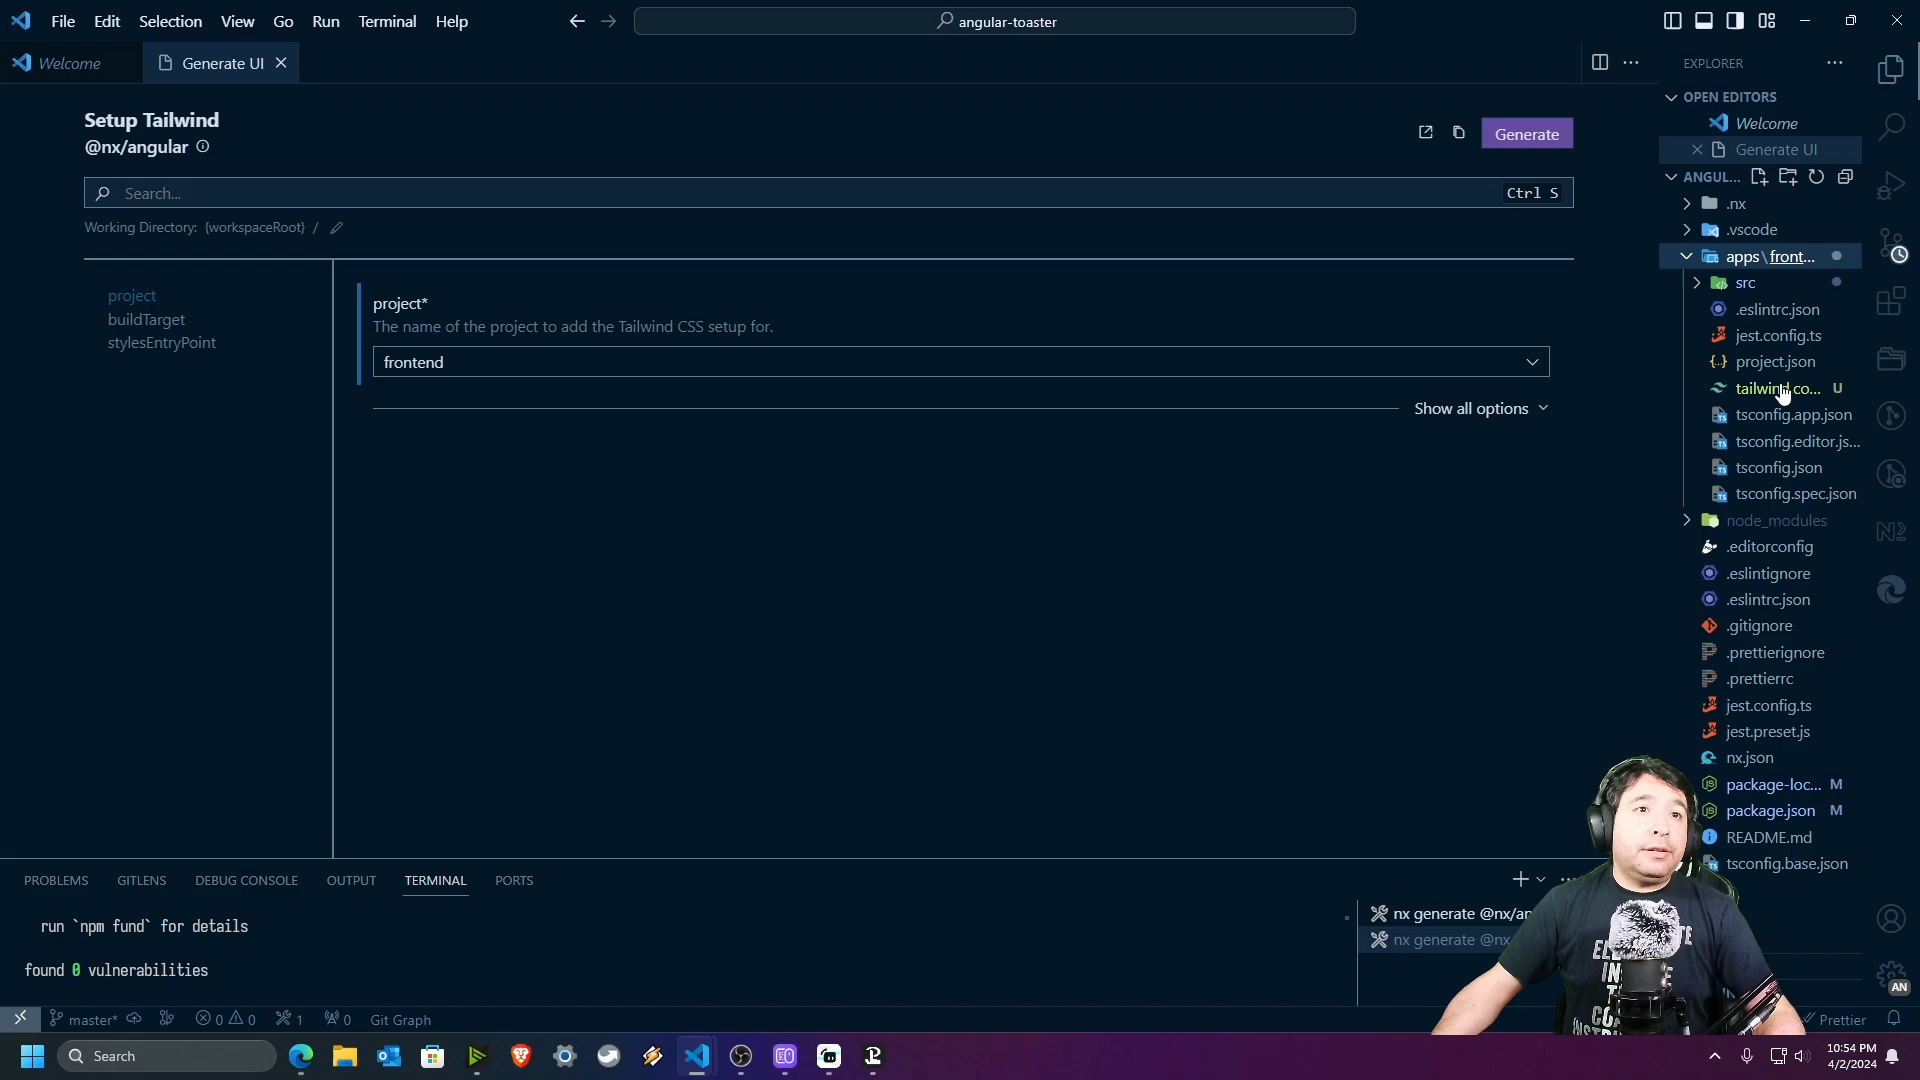 File Edit Selection View Go Run Terminal Help
angular-toaster
Welcome
Generate UI
Setup Tailwind
@nx/angular
Generate
Search...
Ctrl S
Working Directory: {workspaceRoot} /
project
buildTarget
stylesEntryPoint
project*
The name of the project to add the Tailwind CSS setup for.
frontend
Show all options
EXPLORER
OPEN EDITORS
Welcome
Generate UI
ANGUL...
.nx
.vscode
apps\front...
src
.eslintrc.json
jest.config.ts
project.json
tailwind.co... U
tsconfig.app.json
tsconfig.editor.js...
tsconfig.json
tsconfig.spec.json
node_modules
.editorconfig
.eslintignore
.eslintrc.json
.gitignore
.prettierignore
.prettierrc
jest.config.ts
jest.preset.js
nx.json
package-loc... M
package.json M
README.md
tsconfig.base.json
PROBLEMS GITLENS DEBUG CONSOLE OUTPUT TERMINAL PORTS
run `npm fund` for details
found 0 vulnerabilities
nx generate @nx/an
nx generate @nx
AN
master* 0 0 1 0 Git Graph
Prettier
Search
10:54 PM
4/2/2024